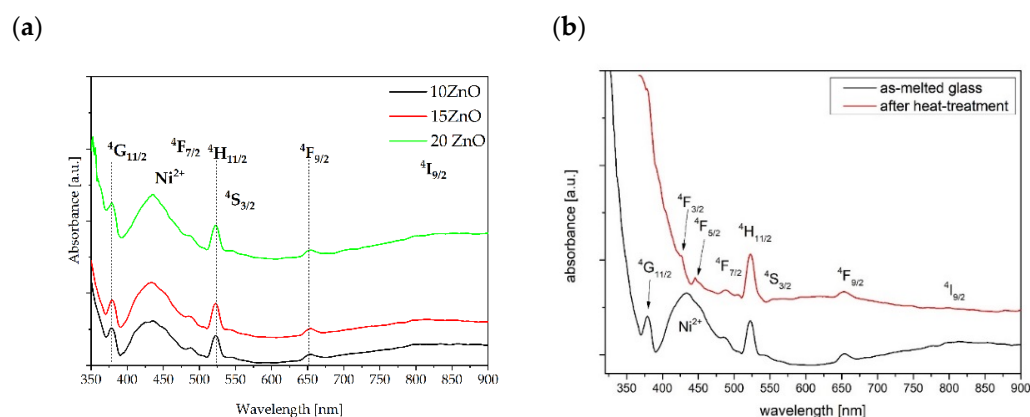 (a)
Absorbance [a.u.]
10ZnO
15ZnO
20 ZnO
⁴G₁₁/₂
Ni²⁺
⁴F₇/₂
⁴H₁₁/₂
⁴S₃/₂
⁴F₉/₂
⁴I₉/₂
350 400 450 500 550 600 650 700 750 800 850 900
Wavelength [nm]
(b)
absorbance [a.u.]
as-melted glass
after heat-treatment
⁴F₃/₂
⁴F₅/₂
⁴G₁₁/₂
⁴F₇/₂
⁴H₁₁/₂
⁴S₃/₂
⁴F₉/₂
⁴I₉/₂
Ni²⁺
350 400 450 500 550 600 650 700 750 800 850 900
wavelength [nm]